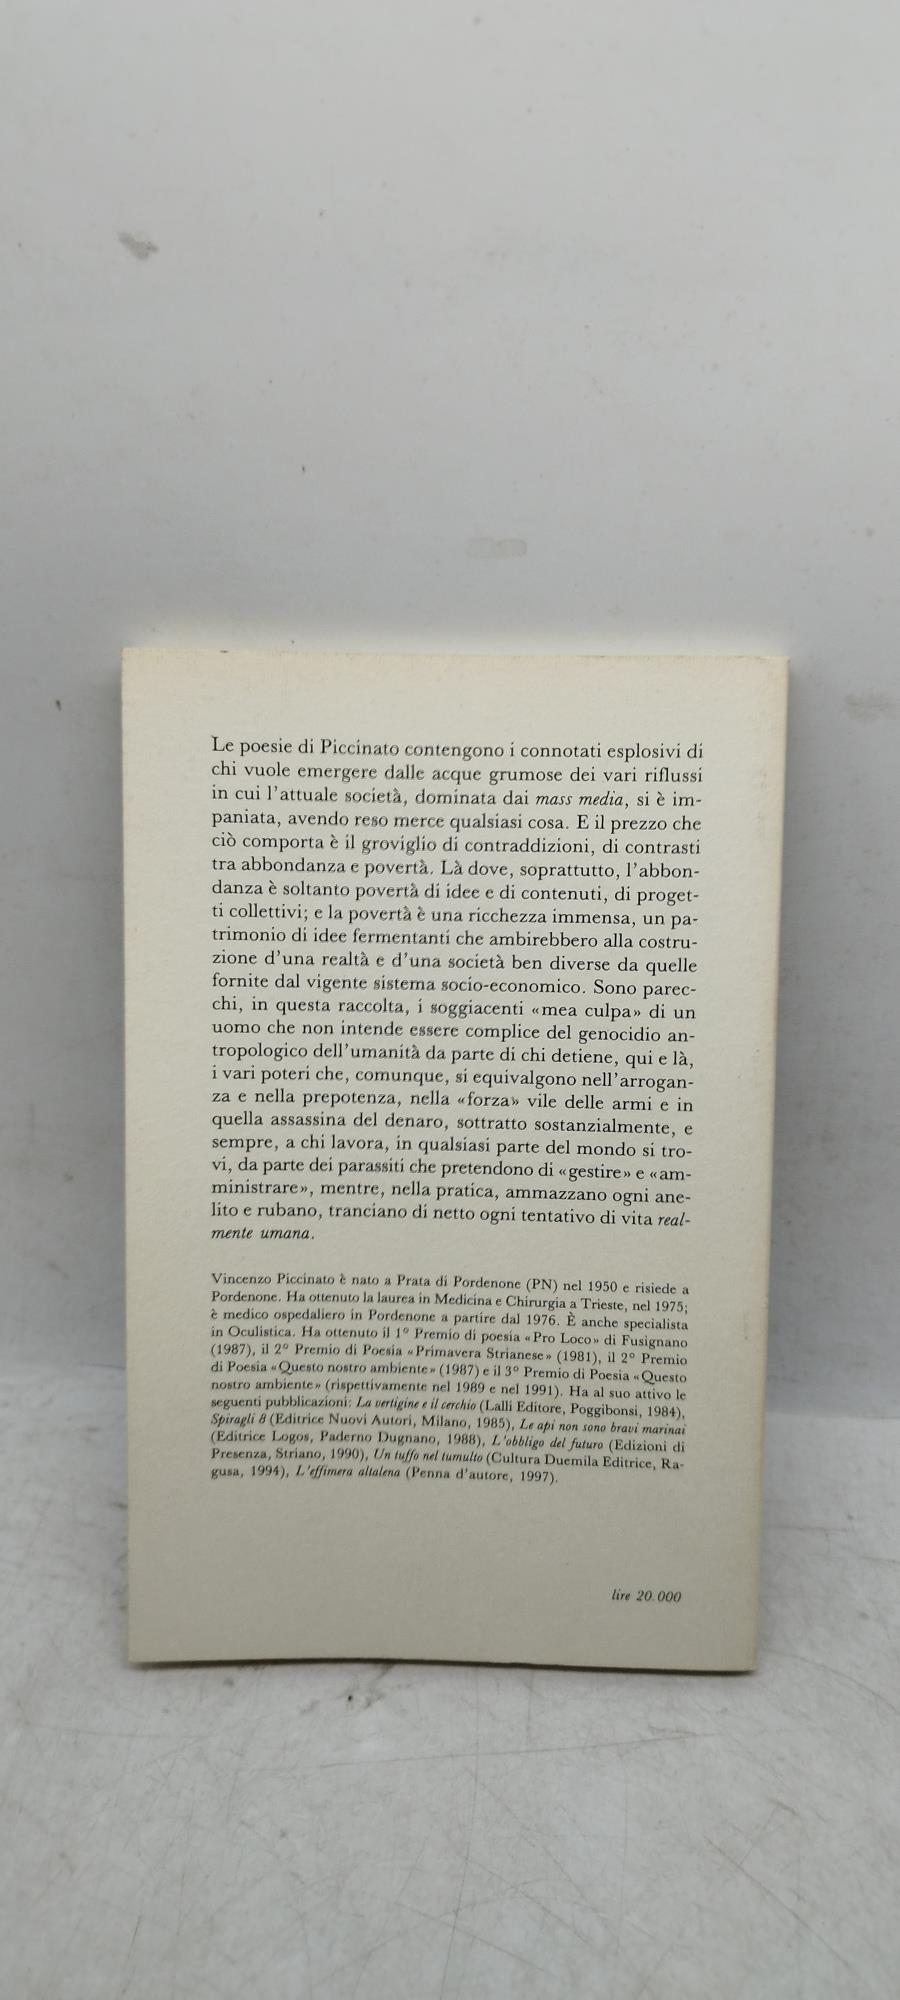 Le poesie di Piccinato contengono i connotati esplosivi di
chi vuole emergere dalle acque grumose dei vari riflussi
in cui l'attuale società, dominata dai mass media, si è im-
paniata, avendo reso merce qualsiasi cosa. E il prezzo che
ciò comporta è il groviglio di contraddizioni, di contrasti
tra abbondanza e povertà. Là dove, soprattutto, l'abbon-
danza è soltanto povertà di idee e di contenuti, di proget-
ti collettivi; e la povertà è una ricchezza immensa, un pa-
trimonio di idee fermentanti che ambirebbero alla costru-
zione d'una realtà e d'una società ben diverse da quelle
fornite dal vigente sistema socio-economico. Sono parec-
chi, in questa raccolta, i soggiacenti «mea culpa» di un
uomo che non intende essere complice del genocidio an-
tropologico dell'umanità da parte di chi detiene, qui e là,
i vari poteri che, comunque, si equivalgono nell'arrogan-
za e nella prepotenza, nella «forza» vile delle armi e in
quella assassina del denaro, sottratto sostanzialmente, e
sempre, a chi lavora, in qualsiasi parte del mondo si tro-
vi, da parte dei parassiti che pretendono di «gestire» e «am-
ministrare», mentre, nella pratica, ammazzano ogni ane-
lito e rubano, tranciano di netto ogni tentativo di vita real-
mente umana.
Vincenzo Piccinato è nato a Prata di Pordenone (PN) nel 1950 e risiede a
Pordenone. Ha ottenuto la laurea in Medicina e Chirurgia a Trieste, nel 1975;
è medico ospedaliero in Pordenone a partire dal 1976. È anche specialista
in Oculistica. Ha ottenuto il 1° Premio di poesia «Pro Loco» di Fusignano
(1987), il 2° Premio di Poesia «Primavera Strianese» (1981), il 2° Premio
di Poesia «Questo nostro ambiente» (1987) e il 3° Premio di Poesia «Questo
nostro ambiente» (rispettivamente nel 1989 e nel 1991). Ha al suo attivo le
seguenti pubblicazioni: La vertigine e il cerchio (Lalli Editore, Poggibonsi, 1984),
Spiragli 8 (Editrice Nuovi Autori, Milano, 1985), Le api non sono bravi marinai
(Editrice Logos, Paderno Dugnano, 1988), L'obbligo del futuro (Edizioni di
Presenza, Striano, 1990), Un tuffo nel tumulto (Cultura Duemila Editrice, Ra-
gusa, 1994), L'effimera altalena (Penna d'autore, 1997).
lire 20.000